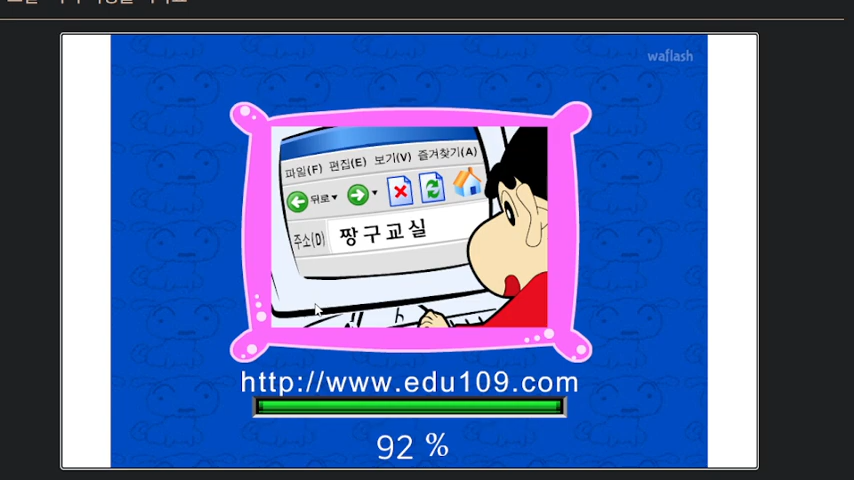 waflash
파일(F) 편집(E) 보기(V) 즐겨찾기(A)
뒤로
주소(D) 짱구교실
http://www.edu109.com
92 %